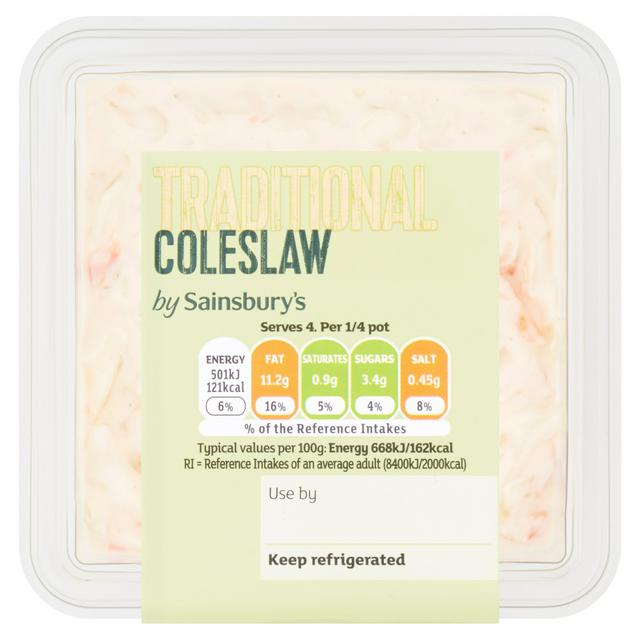 TRADITIONAL
COLESLAW
by Sainsbury's
Serves 4. Per 1/4 pot
ENERGY FAT SATURATES SUGARS SALT
501kJ
121kcal 11.2g 0.9g 3.4g 0.45g
6% 16% 5% 4% 8%
% of the Reference Intakes
Typical values per 100g: Energy 668kJ/162kcal
RI = Reference Intakes of an average adult (8400kJ/2000kcal)
Use by
Keep refrigerated